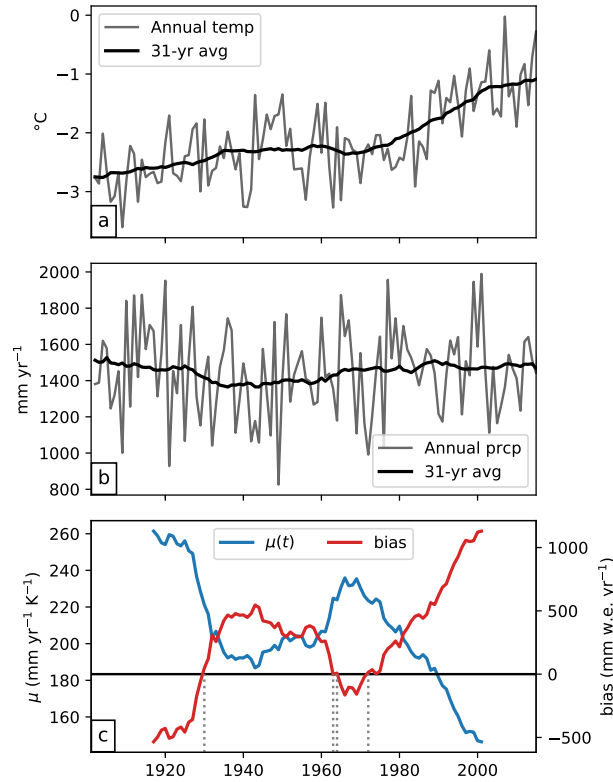 0
−1
−2
−3
°C
Annual temp
31-yr avg
a
2000
1800
1600
1400
1200
1000
800
mm yr⁻¹
Annual prcp
31-yr avg
b
260
240
220
200
180
160
μ (mm yr⁻¹ K⁻¹)
μ(t)
bias
1000
500
0
−500
bias (mm w.e. yr⁻¹)
c
1920
1940
1960
1980
2000